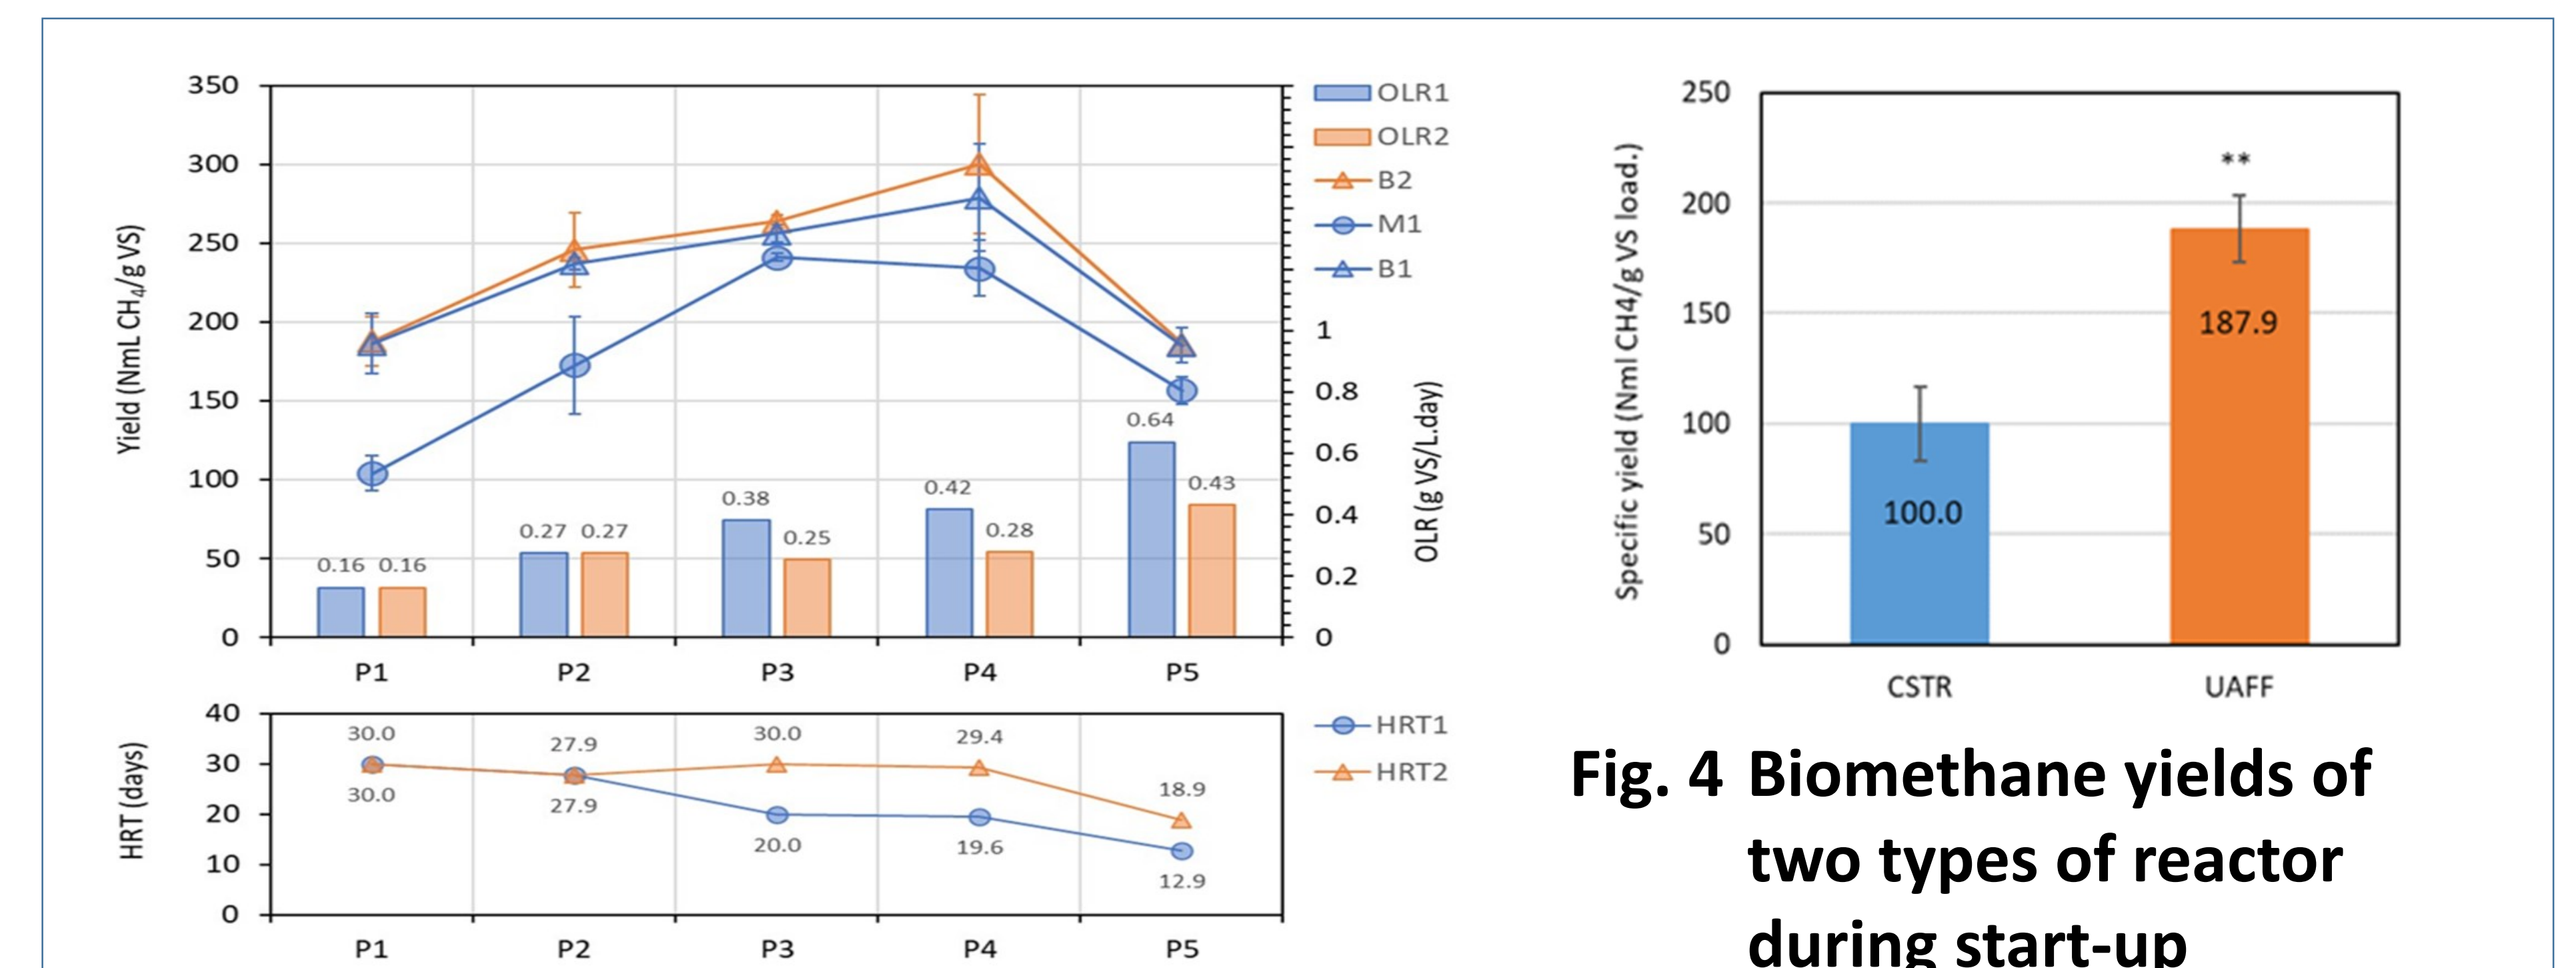 350
300
250
200
150
100
50
0
Yield (NmL CH₄/g VS)
0.16 0.16
0.27 0.27
0.38
0.25
0.42
0.28
0.64
0.43
P1 P2 P3 P4 P5
1
0.8
0.6
0.4
0.2
0
OLR (g VS/L.day)
OLR1
OLR2
B2
M1
B1
40
30
20
10
0
HRT (days)
30.0
30.0
27.9
27.9
30.0
20.0
29.4
19.6
18.9
12.9
P1 P2 P3 P4 P5
HRT1
HRT2
250
200
150
100
50
0
Specific yield (Nml CH4/g VS load.)
**
100.0
187.9
CSTR UAFF
Fig. 4 Biomethane yields of
two types of reactor
during start-up